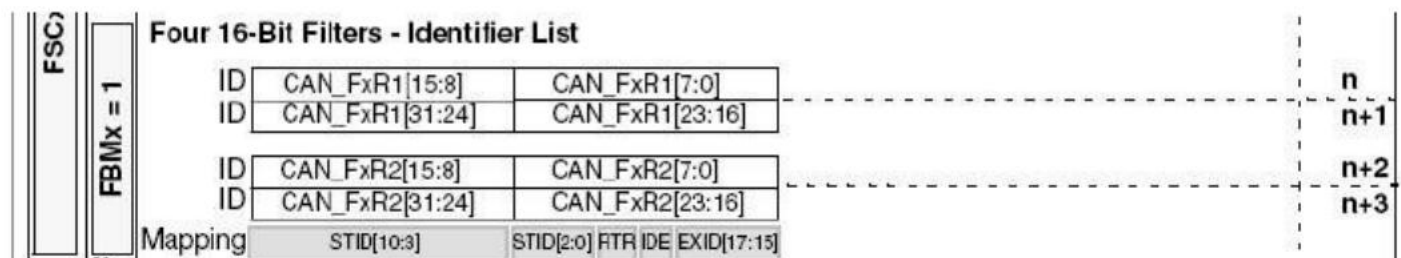 FSCx
FBMx = 1
Four 16-Bit Filters - Identifier List
ID CAN_FxR1[15:8] CAN_FxR1[7:0] n
ID CAN_FxR1[31:24] CAN_FxR1[23:16] n+1
ID CAN_FxR2[15:8] CAN_FxR2[7:0] n+2
ID CAN_FxR2[31:24] CAN_FxR2[23:16] n+3
Mapping STID[10:3] STID[2:0] RTR IDE EXID[17:15]